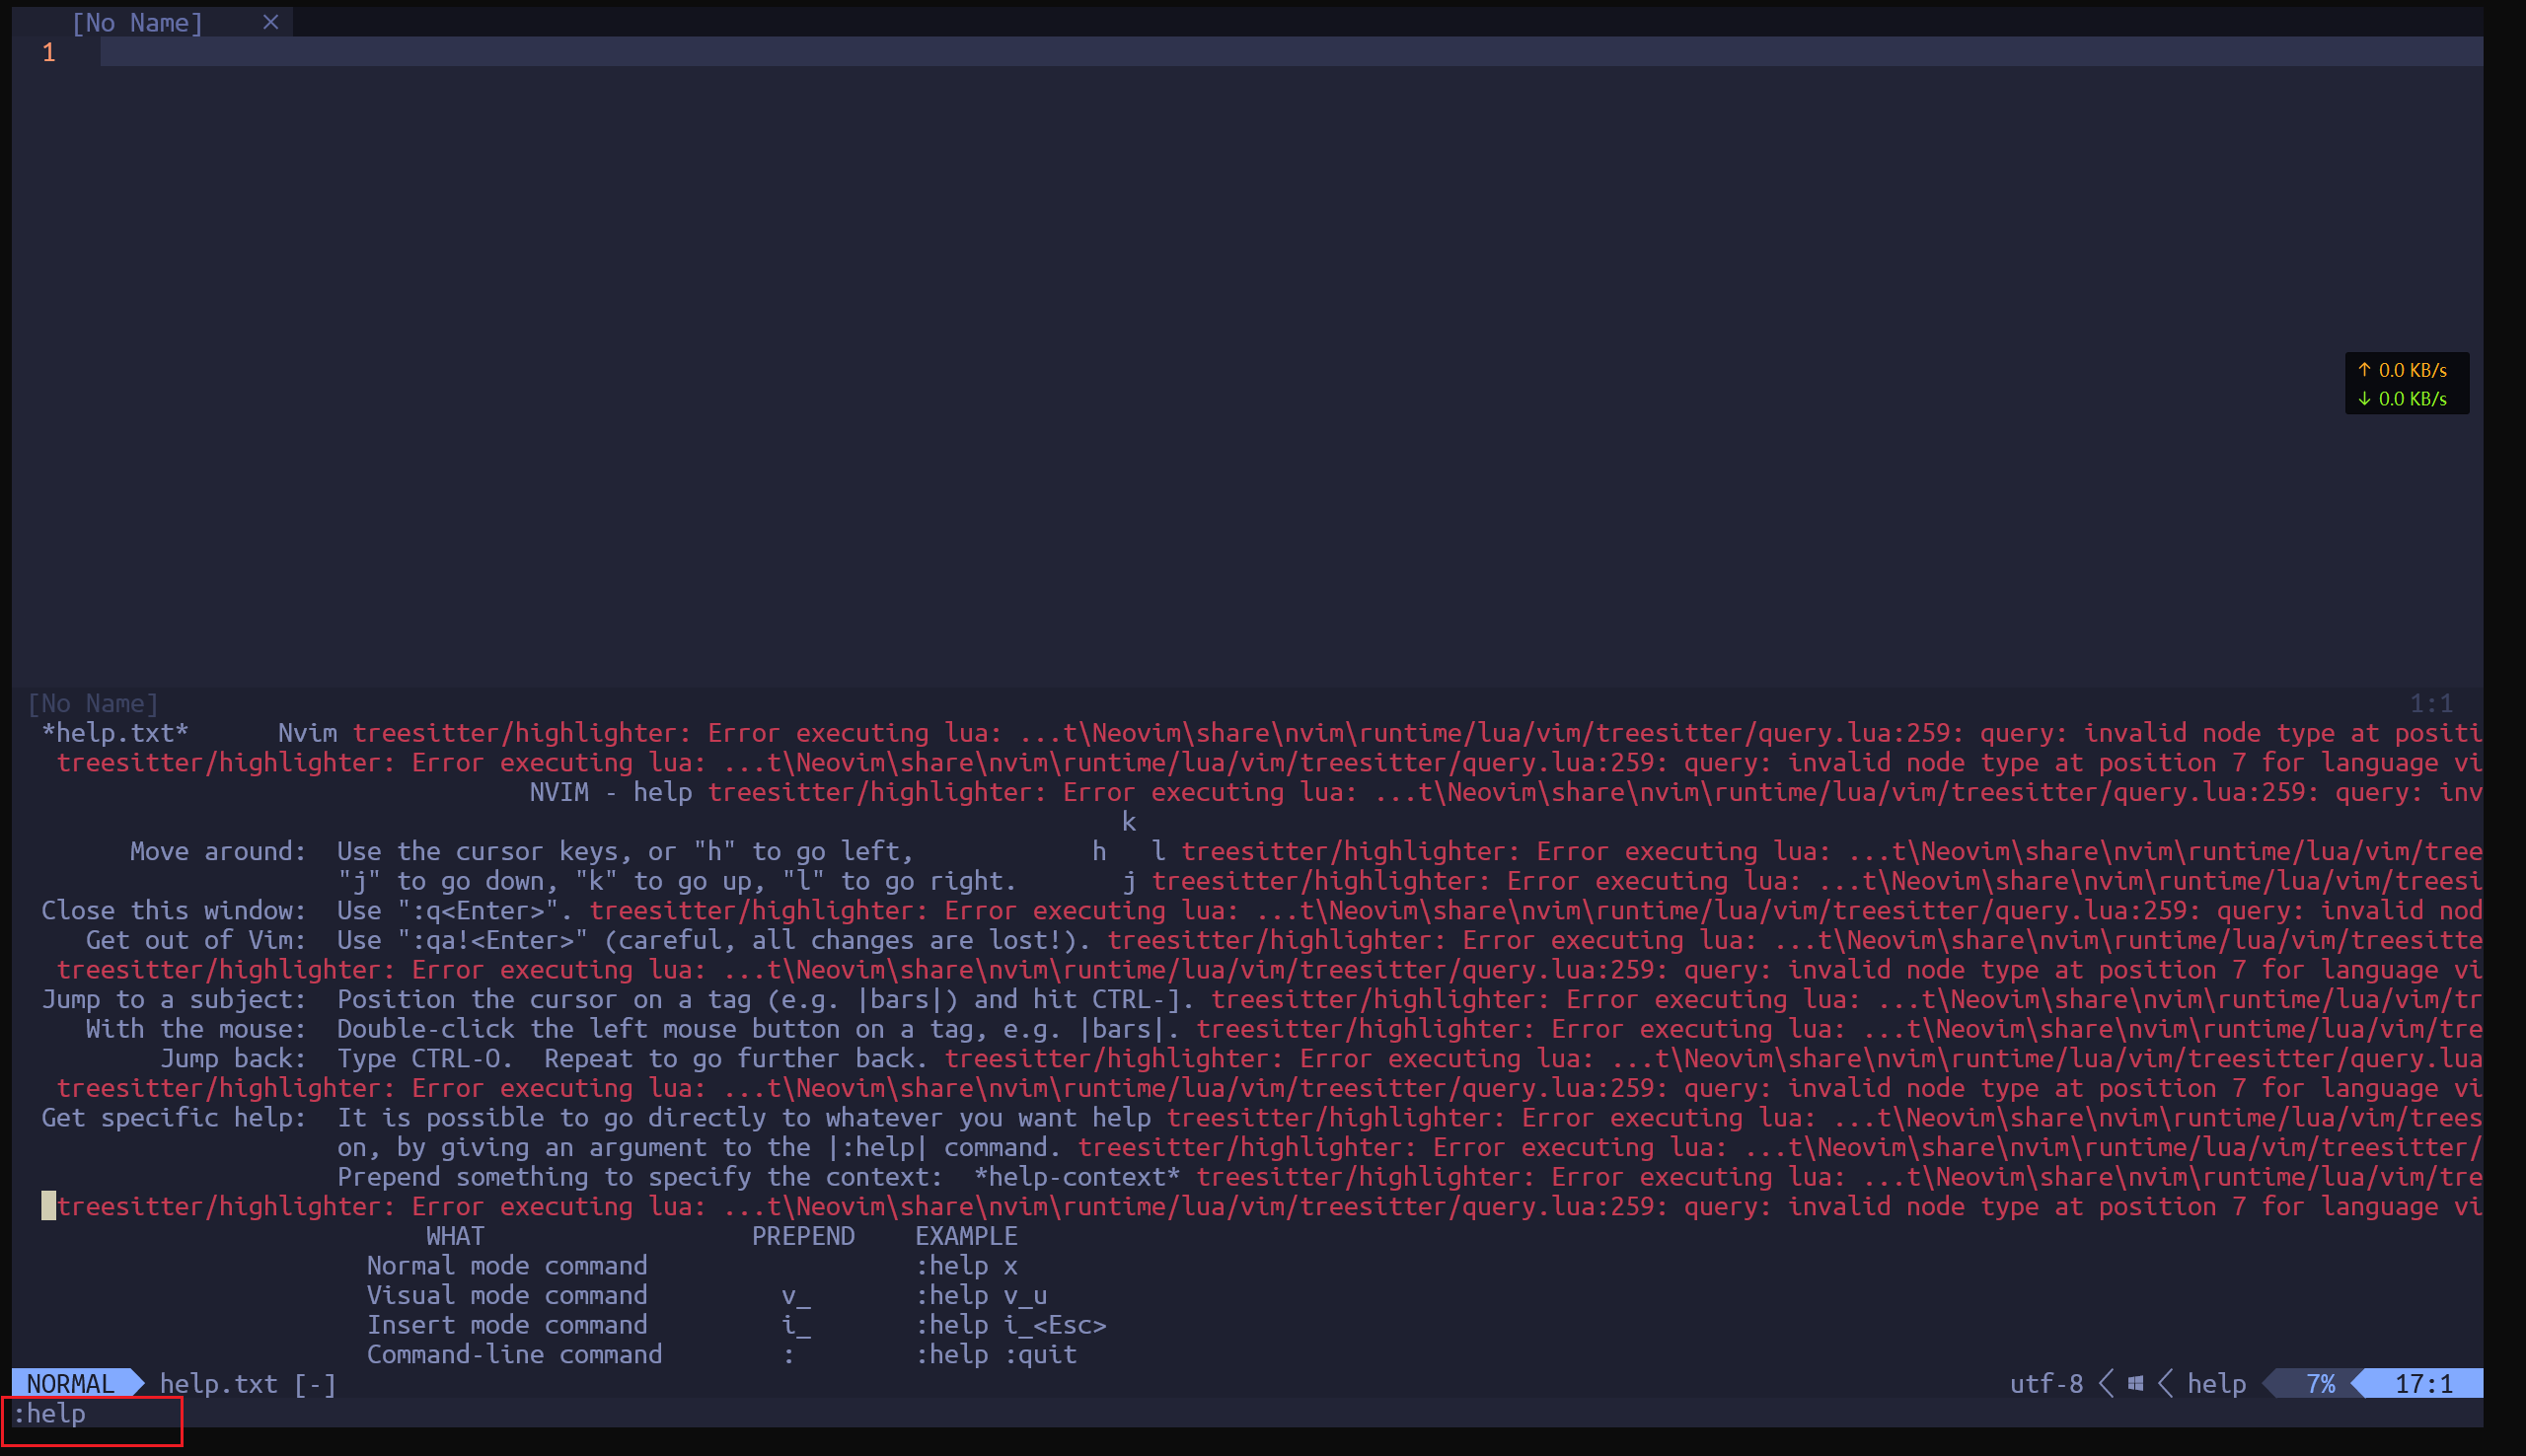 [No Name] ×
1
↑ 0.0 KB/s
↓ 0.0 KB/s
[No Name] 1:1
*help.txt* Nvim treesitter/highlighter: Error executing lua: ...t\Neovim\share\nvim\runtime/lua/vim/treesitter/query.lua:259: query: invalid node type at positi
treesitter/highlighter: Error executing lua: ...t\Neovim\share\nvim\runtime/lua/vim/treesitter/query.lua:259: query: invalid node type at position 7 for language vi
NVIM - help treesitter/highlighter: Error executing lua: ...t\Neovim\share\nvim\runtime/lua/vim/treesitter/query.lua:259: query: inv
k
Move around: Use the cursor keys, or "h" to go left, h l treesitter/highlighter: Error executing lua: ...t\Neovim\share\nvim\runtime/lua/vim/tree
"j" to go down, "k" to go up, "l" to go right. j treesitter/highlighter: Error executing lua: ...t\Neovim\share\nvim\runtime/lua/vim/treesi
Close this window: Use ":q<Enter>". treesitter/highlighter: Error executing lua: ...t\Neovim\share\nvim\runtime/lua/vim/treesitter/query.lua:259: query: invalid nod
Get out of Vim: Use ":qa!<Enter>" (careful, all changes are lost!). treesitter/highlighter: Error executing lua: ...t\Neovim\share\nvim\runtime/lua/vim/treesitte
treesitter/highlighter: Error executing lua: ...t\Neovim\share\nvim\runtime/lua/vim/treesitter/query.lua:259: query: invalid node type at position 7 for language vi
Jump to a subject: Position the cursor on a tag (e.g. |bars|) and hit CTRL-]. treesitter/highlighter: Error executing lua: ...t\Neovim\share\nvim\runtime/lua/vim/tr
With the mouse: Double-click the left mouse button on a tag, e.g. |bars|. treesitter/highlighter: Error executing lua: ...t\Neovim\share\nvim\runtime/lua/vim/tre
Jump back: Type CTRL-O. Repeat to go further back. treesitter/highlighter: Error executing lua: ...t\Neovim\share\nvim\runtime/lua/vim/treesitter/query.lua
treesitter/highlighter: Error executing lua: ...t\Neovim\share\nvim\runtime/lua/vim/treesitter/query.lua:259: query: invalid node type at position 7 for language vi
Get specific help: It is possible to go directly to whatever you want help treesitter/highlighter: Error executing lua: ...t\Neovim\share\nvim\runtime/lua/vim/trees
on, by giving an argument to the |:help| command. treesitter/highlighter: Error executing lua: ...t\Neovim\share\nvim\runtime/lua/vim/treesitter/
Prepend something to specify the context: *help-context* treesitter/highlighter: Error executing lua: ...t\Neovim\share\nvim\runtime/lua/vim/tre
treesitter/highlighter: Error executing lua: ...t\Neovim\share\nvim\runtime/lua/vim/treesitter/query.lua:259: query: invalid node type at position 7 for language vi
WHAT PREPEND EXAMPLE
Normal mode command :help x
Visual mode command v_ :help v_u
Insert mode command i_ :help i_<Esc>
Command-line command : :help :quit
NORMAL help.txt [-] utf-8 help 7% 17:1
:help